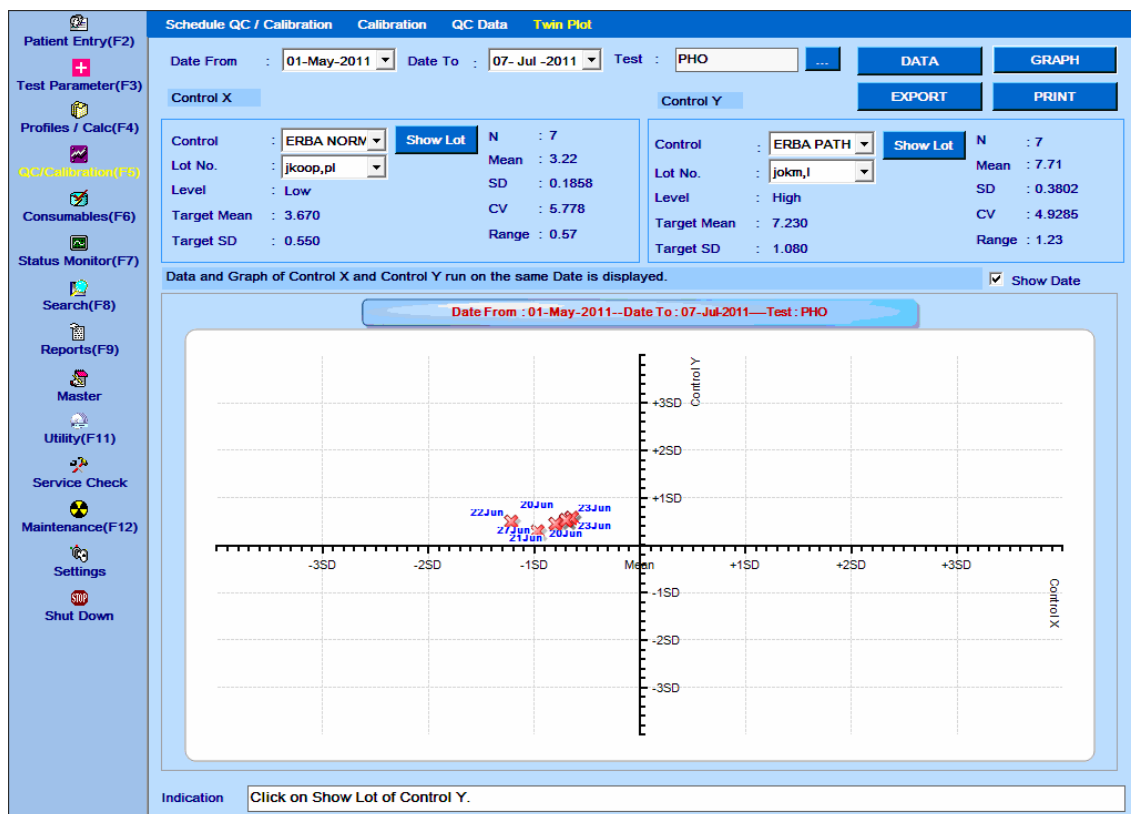 Patient Entry(F2)
Test Parameter(F3)
Profiles / Calc(F4)
QC/Calibration(F5)
Consumables(F6)
Status Monitor(F7)
Search(F8)
Reports(F9)
Master
Utility(F11)
Service Check
Maintenance(F12)
Settings
STOP
Shut Down
Schedule QC / Calibration Calibration QC Data Twin Plot
Date From : 01-May-2011 Date To : 07- Jul -2011 Test : PHO ... DATA GRAPH
EXPORT PRINT
Control X
Control : ERBA NORM Show Lot
Lot No. : jkoop,pl
Level : Low
Target Mean : 3.670
Target SD : 0.550
N : 7
Mean : 3.22
SD : 0.1858
CV : 5.778
Range : 0.57
Control Y
Control : ERBA PATH Show Lot
Lot No. : jokm,l
Level : High
Target Mean : 7.230
Target SD : 1.080
N : 7
Mean : 7.71
SD : 0.3802
CV : 4.9285
Range : 1.23
Data and Graph of Control X and Control Y run on the same Date is displayed.
Show Date
Date From : 01-May-2011--Date To : 07-Jul-2011----Test : PHO
Control Y
+3SD
+2SD
+1SD
22Jun 20Jun 23Jun
27Jun 23Jun
21Jun 20Jun
-3SD -2SD -1SD Mean +1SD +2SD +3SD
-1SD
-2SD
-3SD
Control X
Indication Click on Show Lot of Control Y.